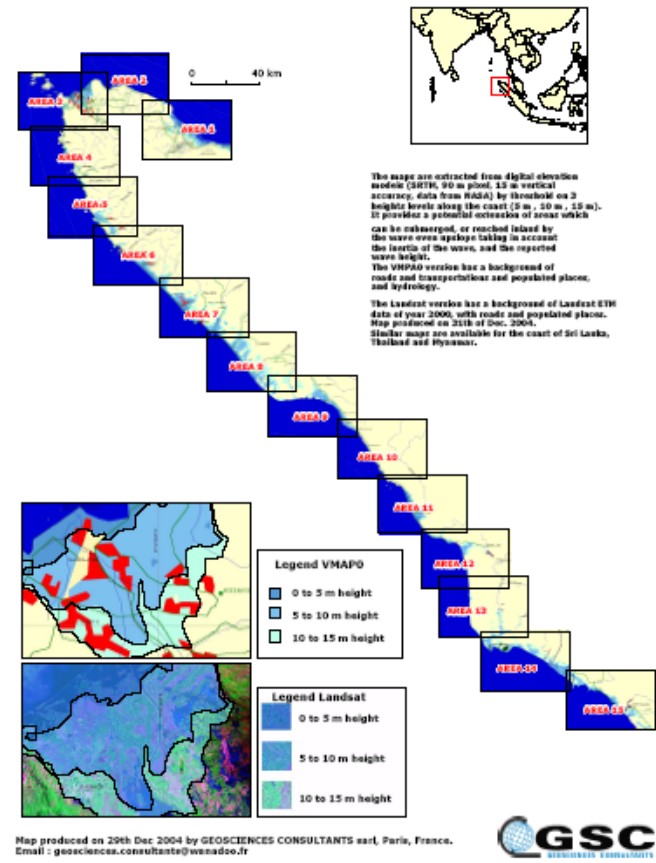 AREA 2
0 40 km
AREA 3
AREA 1
AREA 4
AREA 5
AREA 6
AREA 7
AREA 8
AREA 9
AREA 10
AREA 11
AREA 12
AREA 13
AREA 14
AREA 15
The maps are extracted from digital elevation
models (SRTM, 90 m pixel, 15 m vertical
accuracy, data from NASA) by threshold on 3
heights levels along the coast (5 m , 10 m , 15 m).
It provides a potential extension of areas which
can be submerged, or reached inland by
the wave even upslope taking in account
the inertia of the wave, and the reported
wave height.
The VMPA0 version has a background of
roads and transportations and populated places,
and hydrology.
The Landsat version has a background of Landsat ETM
data of year 2000, with roads and populated places.
Map produced on 31th of Dec. 2004.
Similar maps are available for the coast of Sri Lanka,
Thailand and Myanmar.
Legend VMAP0
0 to 5 m height
5 to 10 m height
10 to 15 m height
Legend Landsat
0 to 5 m height
5 to 10 m height
10 to 15 m height
Map produced on 29th Dec 2004 by GEOSCIENCES CONSULTANTS sarl, Paris, France.
Email : geosciences.consultants@wanadoo.fr
GSC
GEOSCIENCES CONSULTANTS